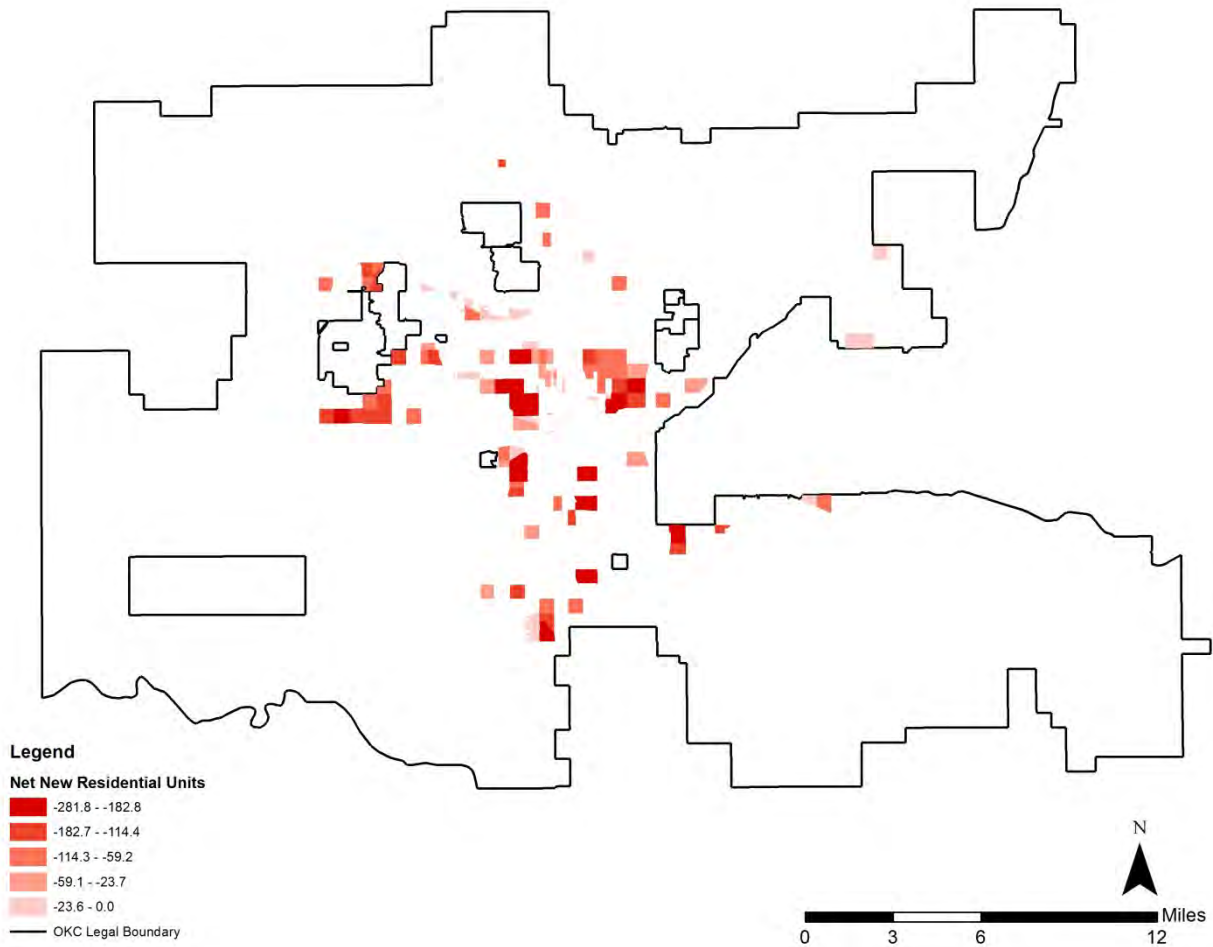 Legend
Net New Residential Units
-281.8 - -182.8
-182.7 - -114.4
-114.3 - -59.2
-59.1 - -23.7
-23.6 - 0.0
OKC Legal Boundary
N
Miles
0 3 6 12